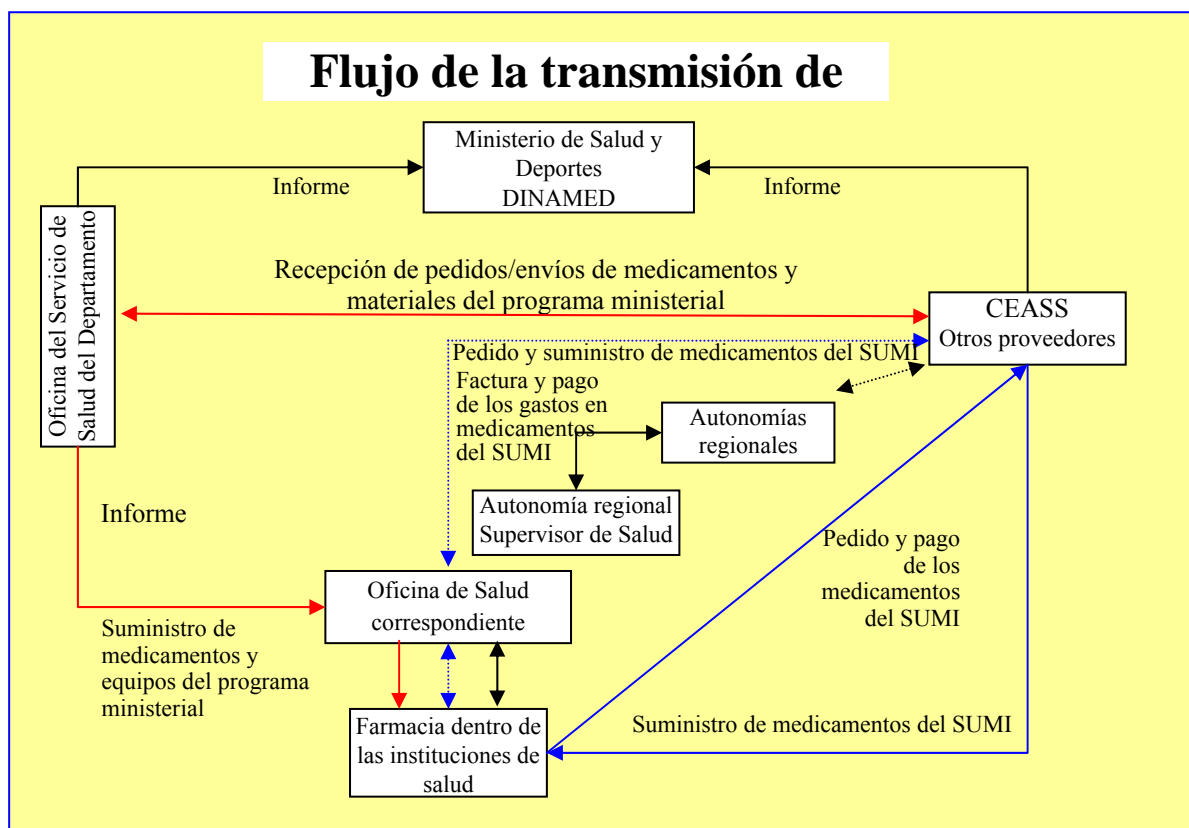 Flujo de la transmisión de
Ministerio de Salud y
Deportes
DINAMED
Informe
Informe
Oficina del Servicio de
Salud del Departamento
Recepción de pedidos/envíos de medicamentos y
materiales del programa ministerial
CEASS
Otros proveedores
Pedido y suministro de medicamentos del SUMI
Factura y pago
de los gastos en
medicamentos
del SUMI
Autonomías
regionales
Autonomía regional
Supervisor de Salud
Informe
Pedido y pago
de los
medicamentos
del SUMI
Oficina de Salud
correspondiente
Suministro de
medicamentos y
equipos del programa
ministerial
Farmacia dentro de
las instituciones de
salud
Suministro de medicamentos del SUMI